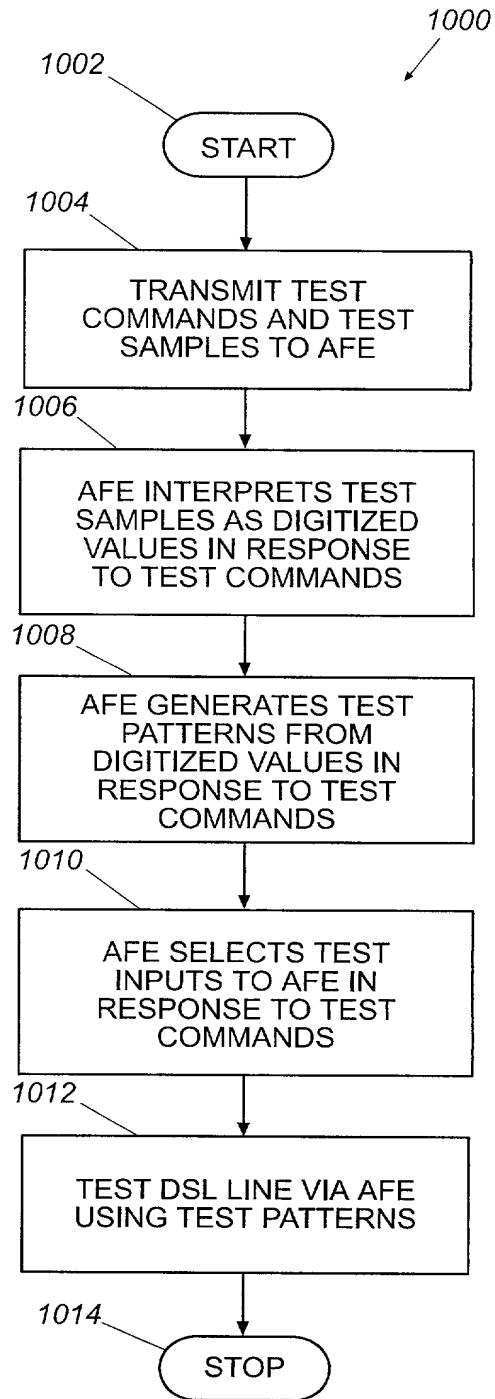 1000
1002
START
1004
TRANSMIT TEST
COMMANDS AND TEST
SAMPLES TO AFE
1006
AFE INTERPRETS TEST
SAMPLES AS DIGITIZED
VALUES IN RESPONSE
TO TEST COMMANDS
1008
AFE GENERATES TEST
PATTERNS FROM
DIGITIZED VALUES IN
RESPONSE TO TEST
COMMANDS
1010
AFE SELECTS TEST
INPUTS TO AFE IN
RESPONSE TO TEST
COMMANDS
1012
TEST DSL LINE VIA AFE
USING TEST PATTERNS
1014
STOP